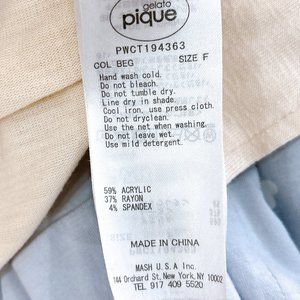 gelato
pique
PWCT194363
COL BEG SIZE F
Hand wash cold.
Do not bleach.
Do not tumble dry.
Line dry in shade.
Cool iron, use press cloth.
Do not dryclean.
Use the net when washing.
Do not leave wet.
Use mild detergent.
59% ACRYLIC
37% RAYON
4% SPANDEX
MADE IN CHINA
MASH U.S.A Inc.
144 Orchard St. New York, NY 10002
TEL 917 409 5520